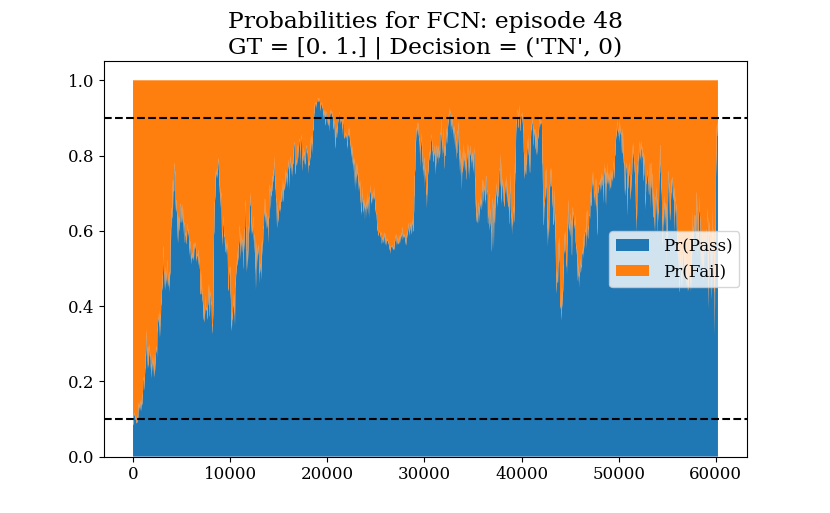 Probabilities for FCN: episode 48
GT = [0. 1.] | Decision = ('TN', 0)
1.0
0.8
0.6
0.4
0.2
0.0
Pr(Pass)
Pr(Fail)
0 10000 20000 30000 40000 50000 60000